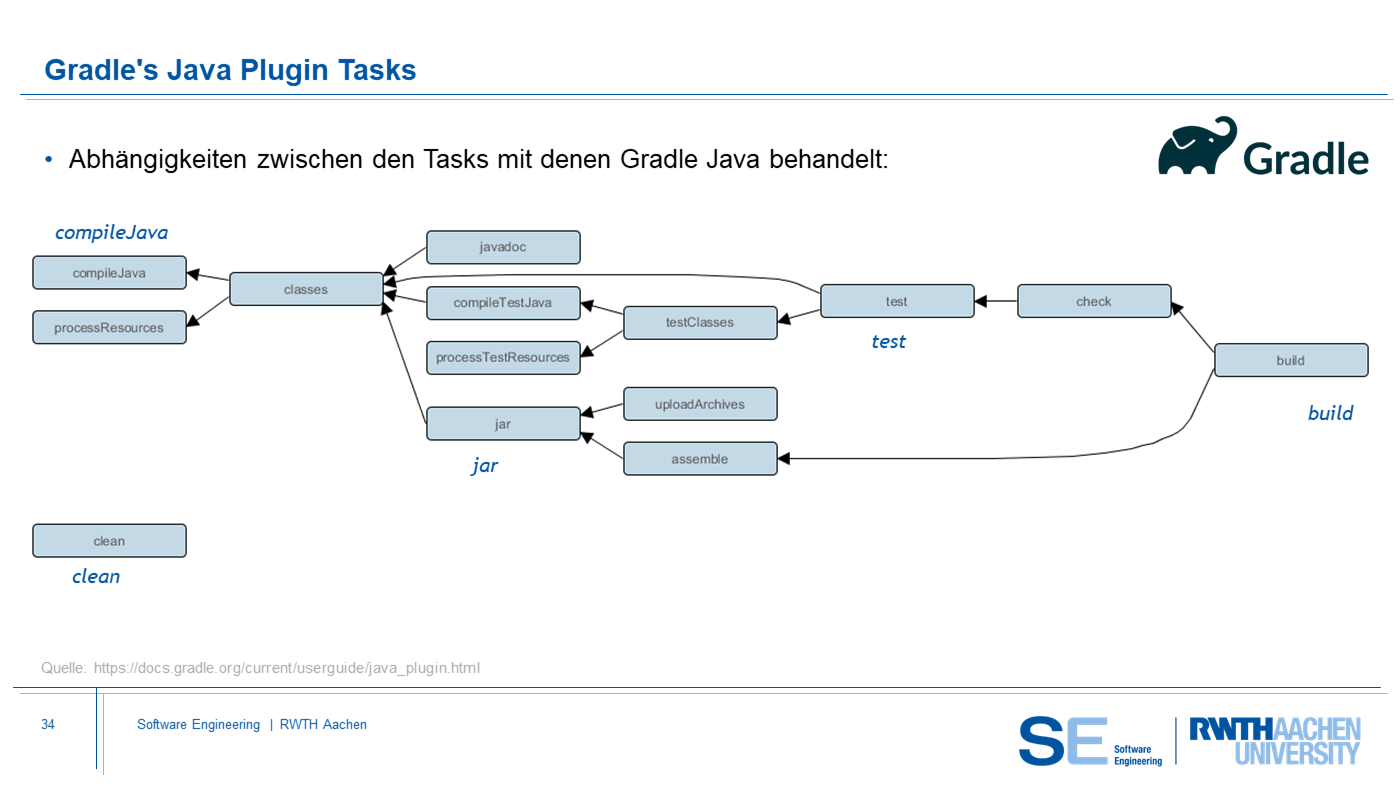 Gradle's Java Plugin Tasks
• Abhängigkeiten zwischen den Tasks mit denen Gradle Java behandelt:
Gradle
compileJava
compileJava
processResources
classes
javadoc
compileTestJava
processTestResources
jar
jar
testClasses
uploadArchives
assemble
test
test
check
build
build
clean
clean
Quelle: https://docs.gradle.org/current/userguide/java_plugin.html
34
Software Engineering | RWTH Aachen
SE Software
Engineering
RWTHAACHEN
UNIVERSITY